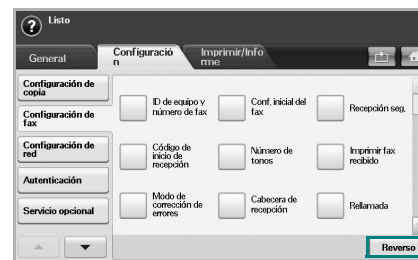 Listo
General
Configuració
n
Imprimir/Info
rme
Configuración de
copia
Configuración de
fax
Configuración de
red
Autenticación
Servicio opcional
ID de equipo y
número de fax
Conf. inicial del
fax
Recepción seg.
Código de
inicio de
recepción
Número de
tonos
Imprimir fax
recibido
Modo de
corrección de
errores
Cabecera de
recepción
Rellamada
Reverso